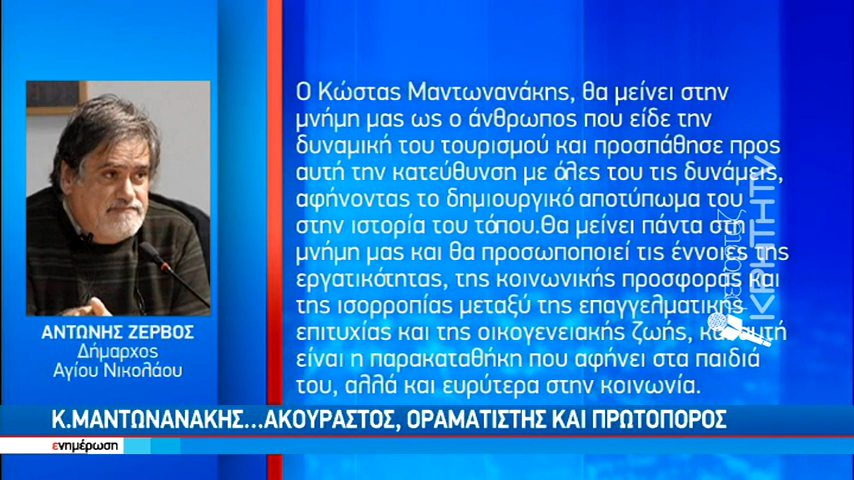 Ο Κώστας Μαντωνανάκης, θα μείνει στην
μνήμη μας ως ο άνθρωπος που είδε την
δυναμική του τουρισμού και προσπάθησε προς
αυτή την κατεύθυνση με όλες του τις δυνάμεις,
αφήνοντας το δημιουργικό αποτύπωμα του
στην ιστορία του τόπου.Θα μείνει πάντα στη
μνήμη μας και θα προσωποποιεί τις έννοιες της
εργατικότητας, της κοινωνικής προσφοράς και
της ισορροπίας μεταξύ της επαγγελματικής
επιτυχίας και της οικογενειακής ζωής, και αυτή
είναι η παρακαταθήκη που αφήνει στα παιδιά
του, αλλά και ευρύτερα στην κοινωνία.
ΑΝΤΩΝΗΣ ΖΕΡΒΟΣ
Δήμαρχος
Αγίου Νικολάου
ΚΡΗΤΗTV
Κ.ΜΑΝΤΩΝΑΝΑΚΗΣ...ΑΚΟΥΡΑΣΤΟΣ, ΟΡΑΜΑΤΙΣΤΗΣ ΚΑΙ ΠΡΩΤΟΠΟΡΟΣ
ενημέρωση